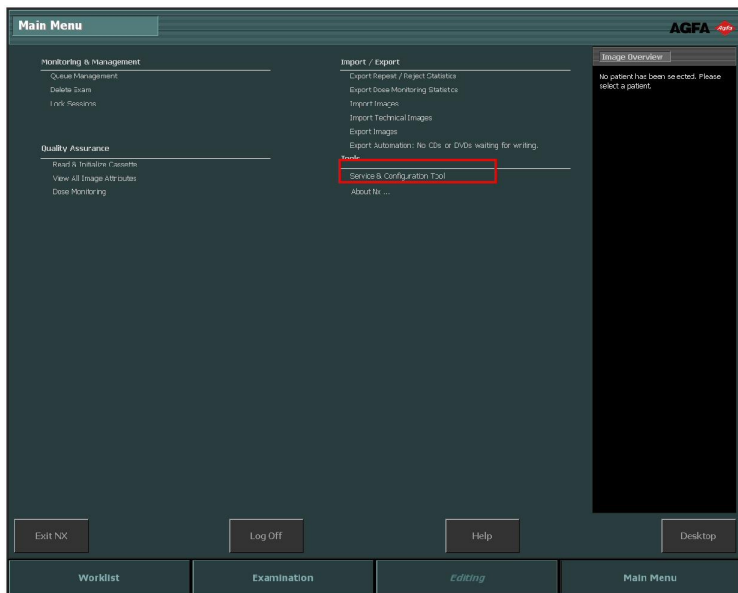 Main Menu
AGFA
Agfa
Monitoring & Management
Queue Management
Delete Exam
Lock Sessions
Quality Assurance
Read & Initialize Cassette
View All Image Attributes
Dose Monitoring
Import / Export
Export Repeat / Reject Statistics
Export Dose Monitoring Statistics
Import Images
Import Technical Images
Export Images
Export Automation: No CDs or DVDs waiting for writing.
Tools
Service & Configuration Tool
About Nx ...
Image Overview
No patient has been selected. Please
select a patient.
Exit NX
Log Off
Help
Desktop
Worklist
Examination
Editing
Main Menu